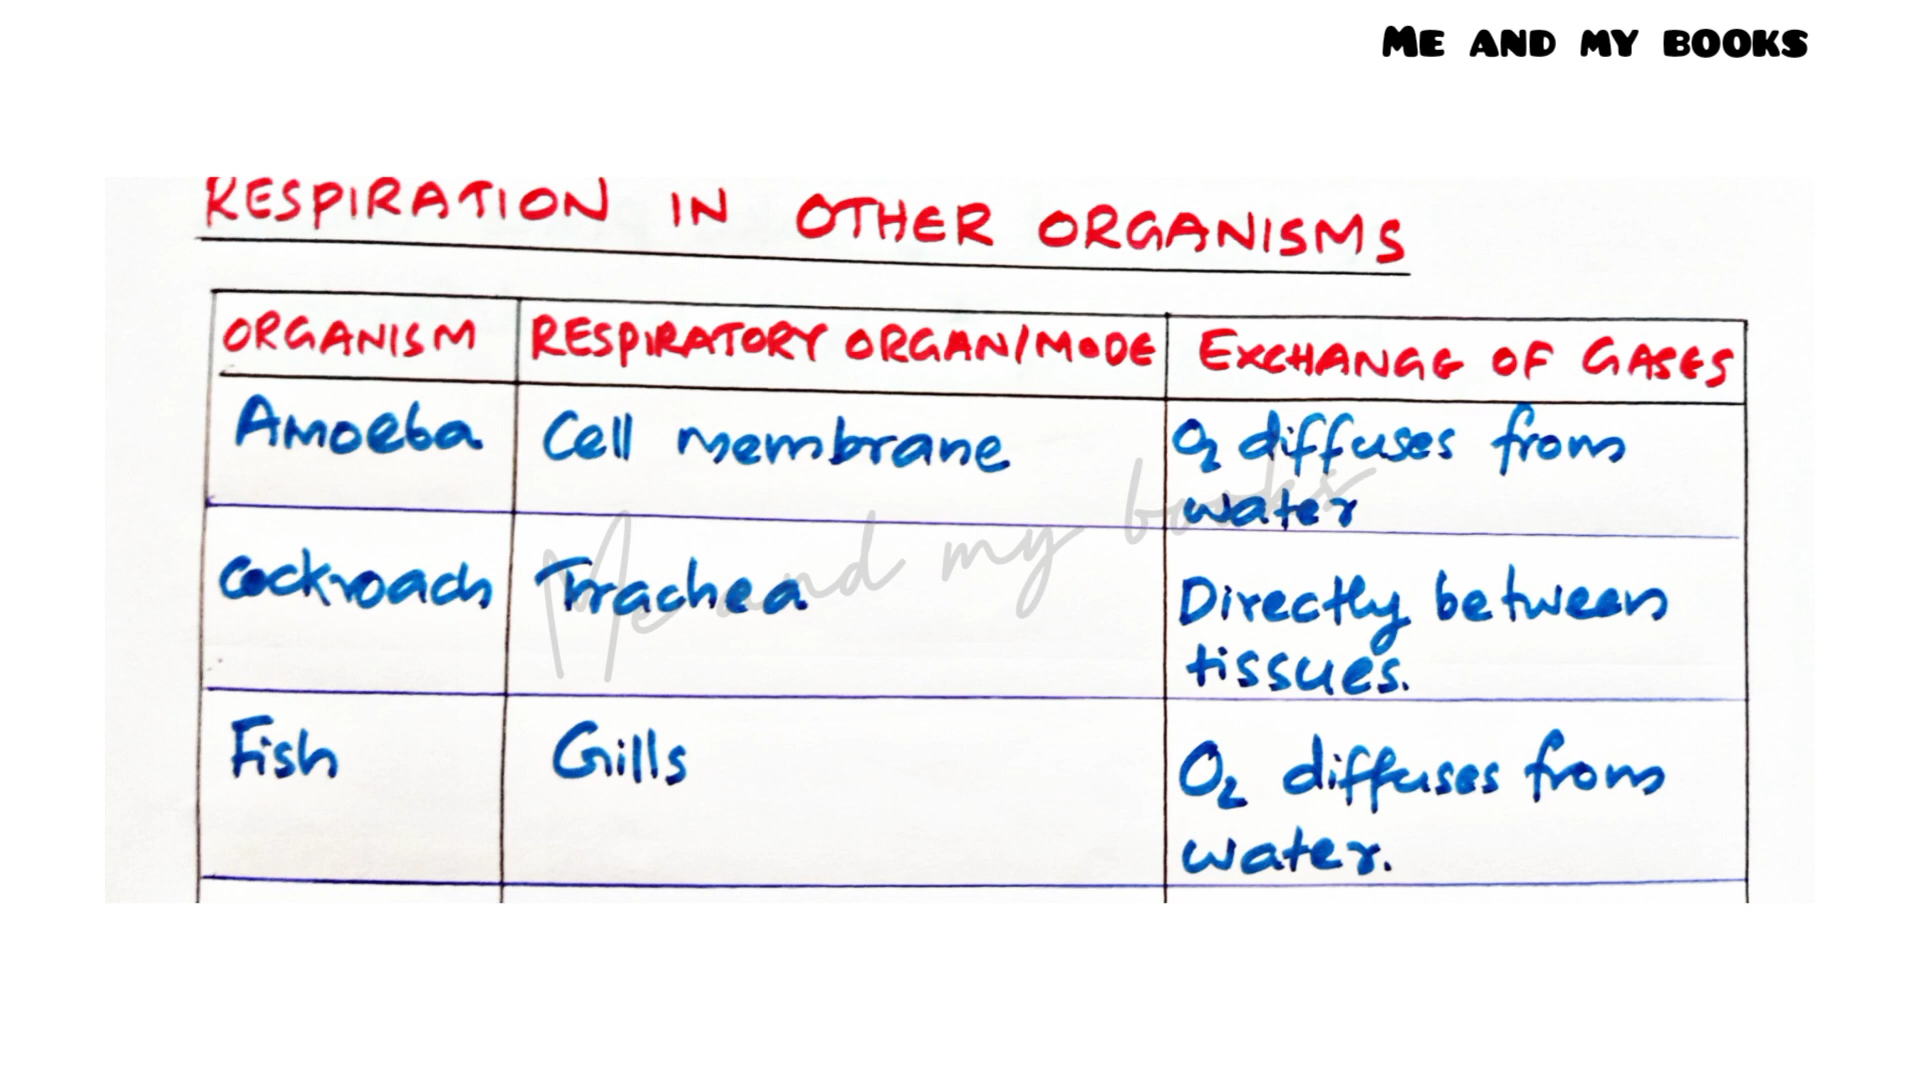 ME AND MY BOOKS
RESPIRATION IN OTHER ORGANISMS
ORGANISM RESPIRATORY ORGAN/MODE EXCHANGE OF GASES
Amoeba Cell membrane O₂ diffuses from
water
Cockroach Trachea Directly between
tissues.
Fish Gills O₂ diffuses from
water.
Me and my books